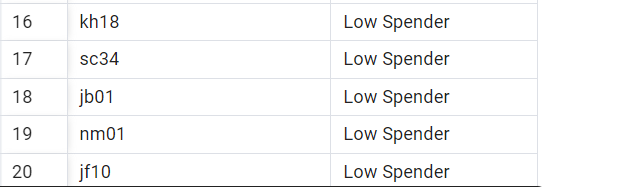 16 kh18 Low Spender
17 sc34 Low Spender
18 jb01 Low Spender
19 nm01 Low Spender
20 jf10 Low Spender